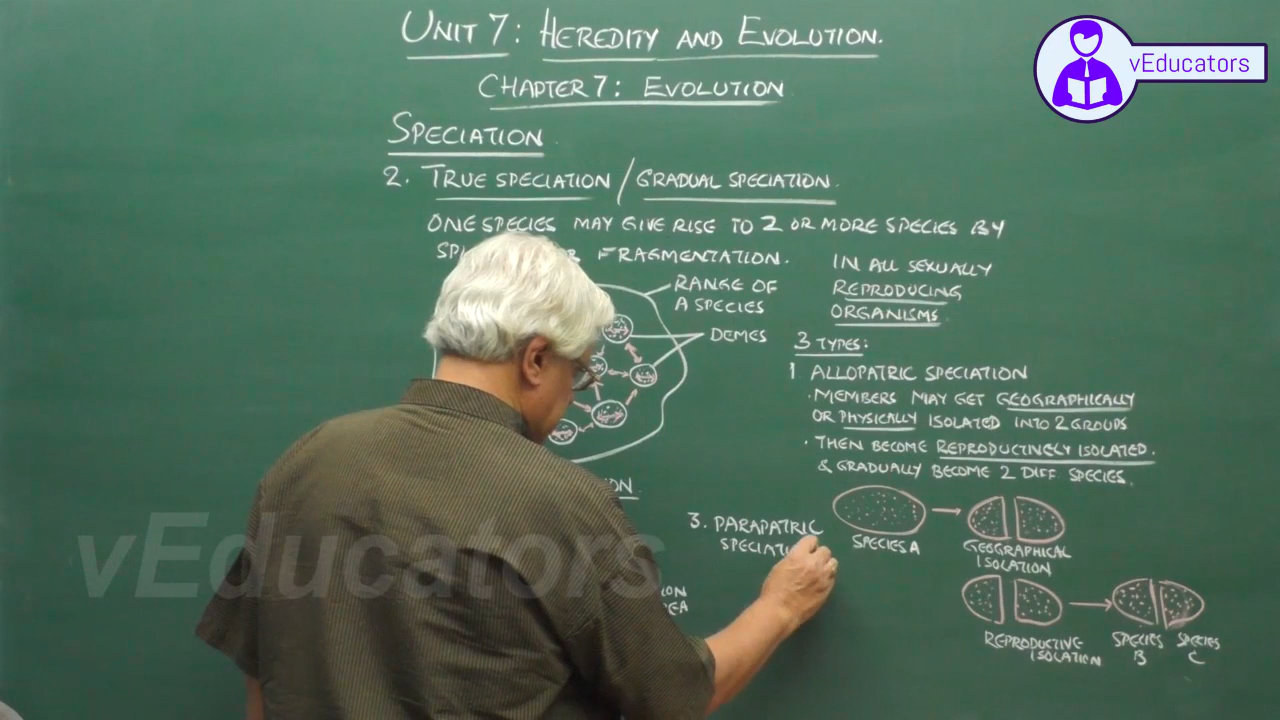 UNIT 7: HEREDITY AND EVOLUTION.
CHAPTER 7: EVOLUTION
SPECIATION
2. TRUE SPECIATION / GRADUAL SPECIATION.
ONE SPECIES MAY GIVE RISE TO 2 OR MORE SPECIES BY
FRAGMENTATION.
RANGE OF
A SPECIES
DEMES
IN ALL SEXUALLY
REPRODUCING
ORGANISMS
3 TYPES:
1 ALLOPATRIC SPECIATION
· MEMBERS MAY GET GEOGRAPHICALLY
OR PHYSICALLY ISOLATED INTO 2 GROUPS
· THEN BECOME REPRODUCTIVELY ISOLATED.
& GRADUALLY BECOME 2 DIFF SPECIES.
SPECIES A
GEOGRAPHICAL
ISOLATION
REPRODUCTIVE
ISOLATION
SPECIES
B
SPECIES
C
3. PARAPATRIC
vEducators
vEducators